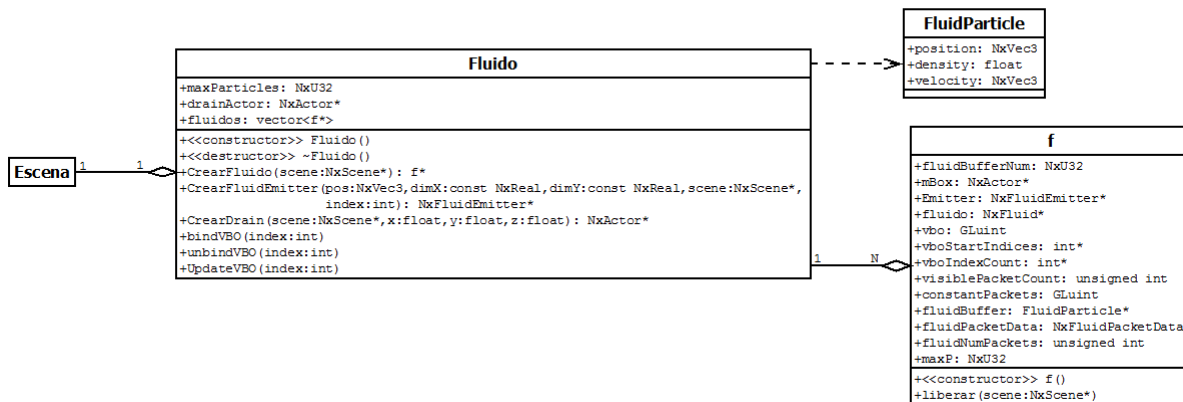 FluidParticle
+position: NxVec3
+density: float
+velocity: NxVec3
Fluido
+maxParticles: NxU32
+drainActor: NxActor*
+fluidos: vector<f*>
+<<constructor>> Fluido()
+<<destructor>> ~Fluido()
+CrearFluido(scene:NxScene*): f*
+CrearFluidEmitter(pos:NxVec3,dimX:const NxReal,dimY:const NxReal,scene:NxScene*,
index:int): NxFluidEmitter*
+CrearDrain(scene:NxScene*,x:float,y:float,z:float): NxActor*
+bindVBO(index:int)
+unbindVBO(index:int)
+UpdateVBO(index:int)
Escena
1
1
1
N
f
+fluidBufferNum: NxU32
+mBox: NxActor*
+Emitter: NxFluidEmitter*
+fluido: NxFluid*
+vbo: GLuint
+vboStartIndices: int*
+vboIndexCount: int*
+visiblePacketCount: unsigned int
+constantPackets: GLuint
+fluidBuffer: FluidParticle*
+fluidPacketData: NxFluidPacketData
+fluidNumPackets: unsigned int
+maxP: NxU32
+<<constructor>> f()
+liberar(scene:NxScene*)